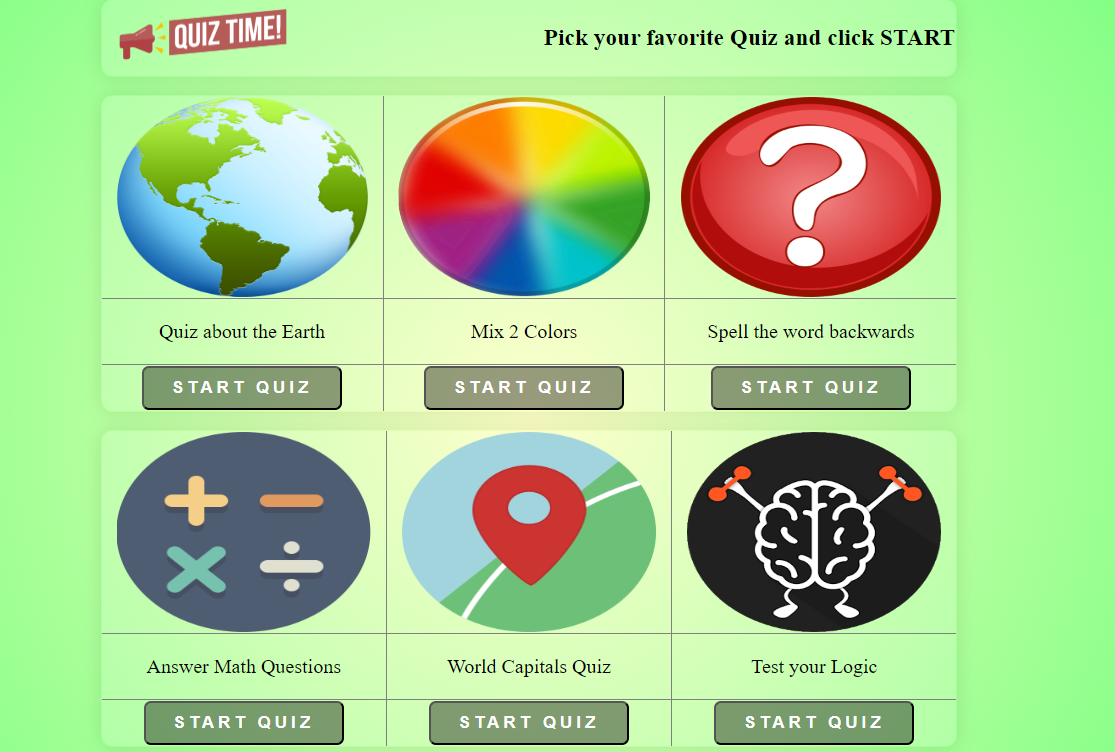 QUIZ TIME!
Pick your favorite Quiz and click START
Quiz about the Earth
Mix 2 Colors
Spell the word backwards
START QUIZ
START QUIZ
START QUIZ
Answer Math Questions
World Capitals Quiz
Test your Logic
START QUIZ
START QUIZ
START QUIZ